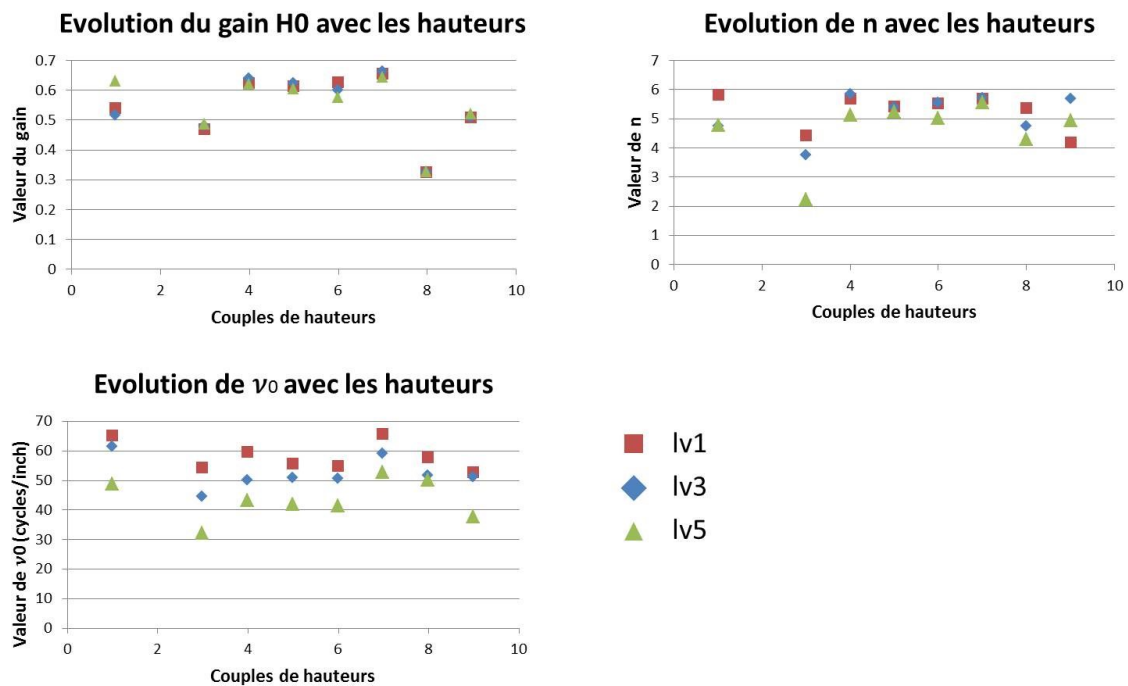 Evolution du gain H0 avec les hauteurs
Valeur du gain
0.7
0.6
0.5
0.4
0.3
0.2
0.1
0
0 2 4 6 8 10
Couples de hauteurs
Evolution de n avec les hauteurs
Valeur de n
7
6
5
4
3
2
1
0
0 2 4 6 8 10
Couples de hauteurs
Evolution de ν0 avec les hauteurs
Valeur de ν0 (cycles/inch)
70
60
50
40
30
20
10
0
0 2 4 6 8 10
Couples de hauteurs
lv1
lv3
lv5